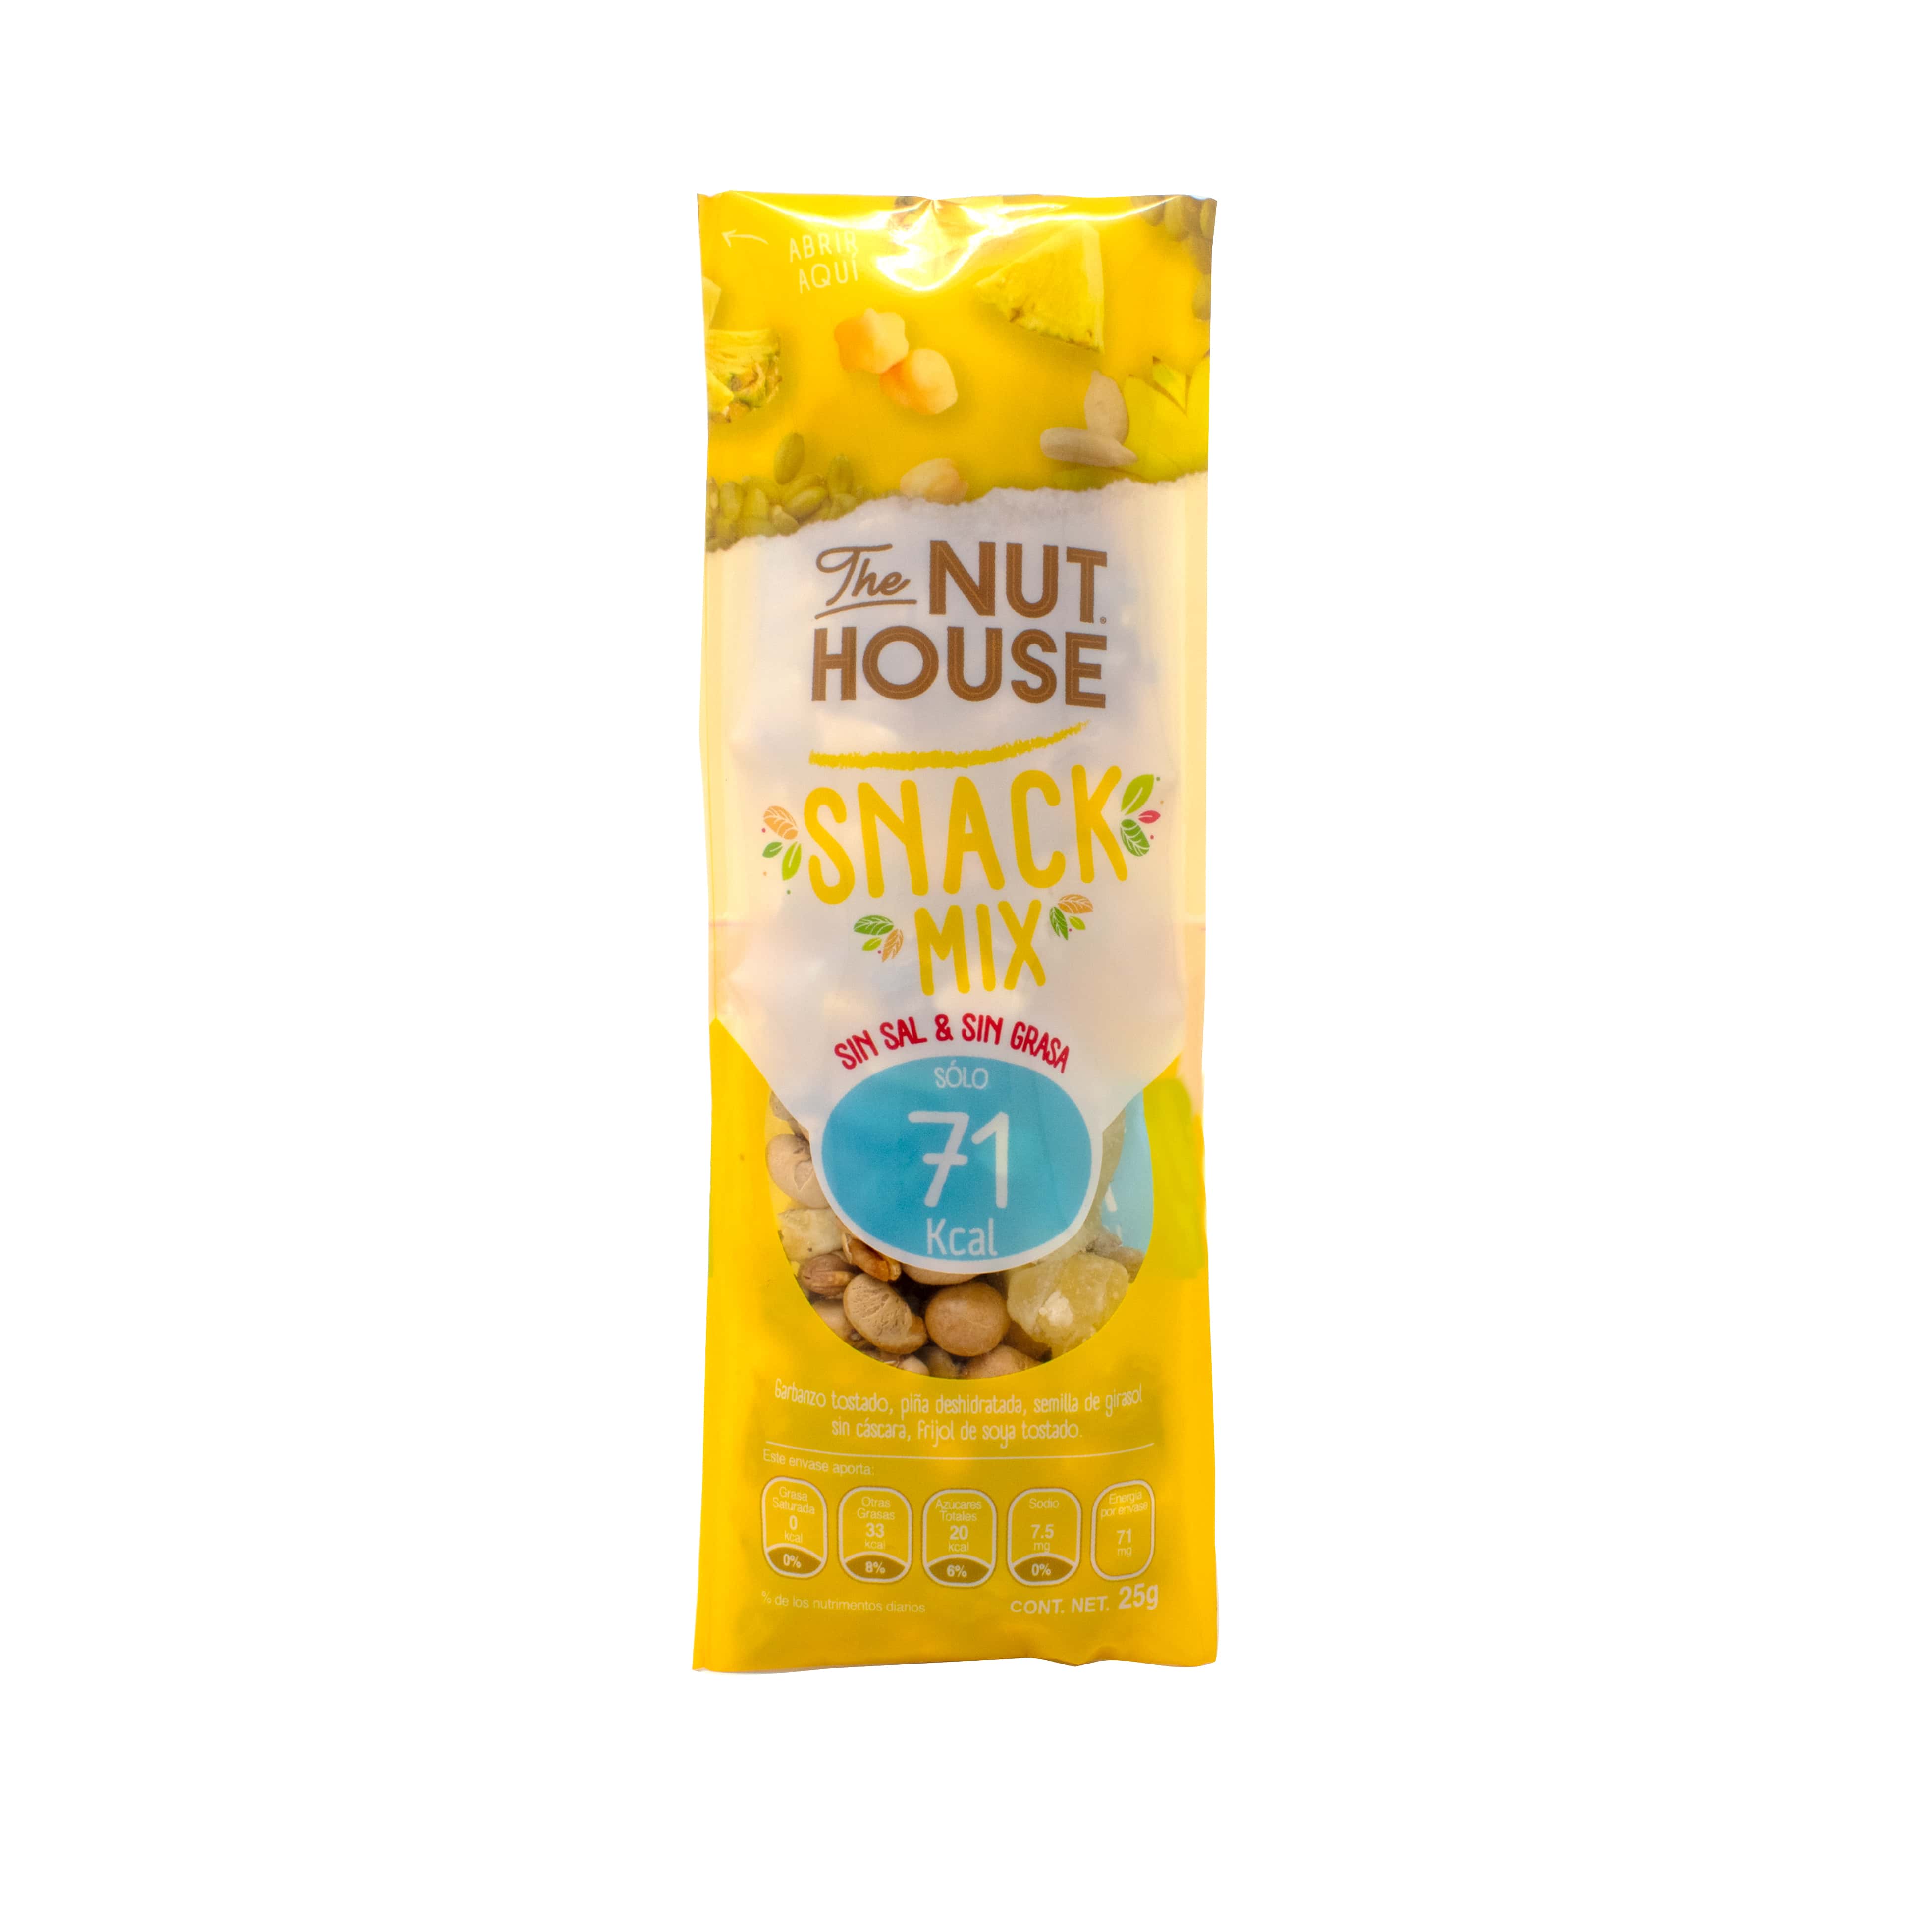 ABRIR
AQUÍ
The NUT
HOUSE
SNACK
MIX
SIN SAL & SIN GRASA
SÓLO
71
Kcal
Garbanzo tostado, piña deshidratada, semilla de girasol
sin cáscara, frijol de soya tostado.
Este envase aporta:
Grasa
Saturada
0
kcal
0%
Otras
Grasas
33
kcal
8%
Azúcares
Totales
20
kcal
6%
Sodio
7.5
mg
0%
Energía
por envase
71
mg
% de los nutrimentos diarios
CONT. NET. 25g